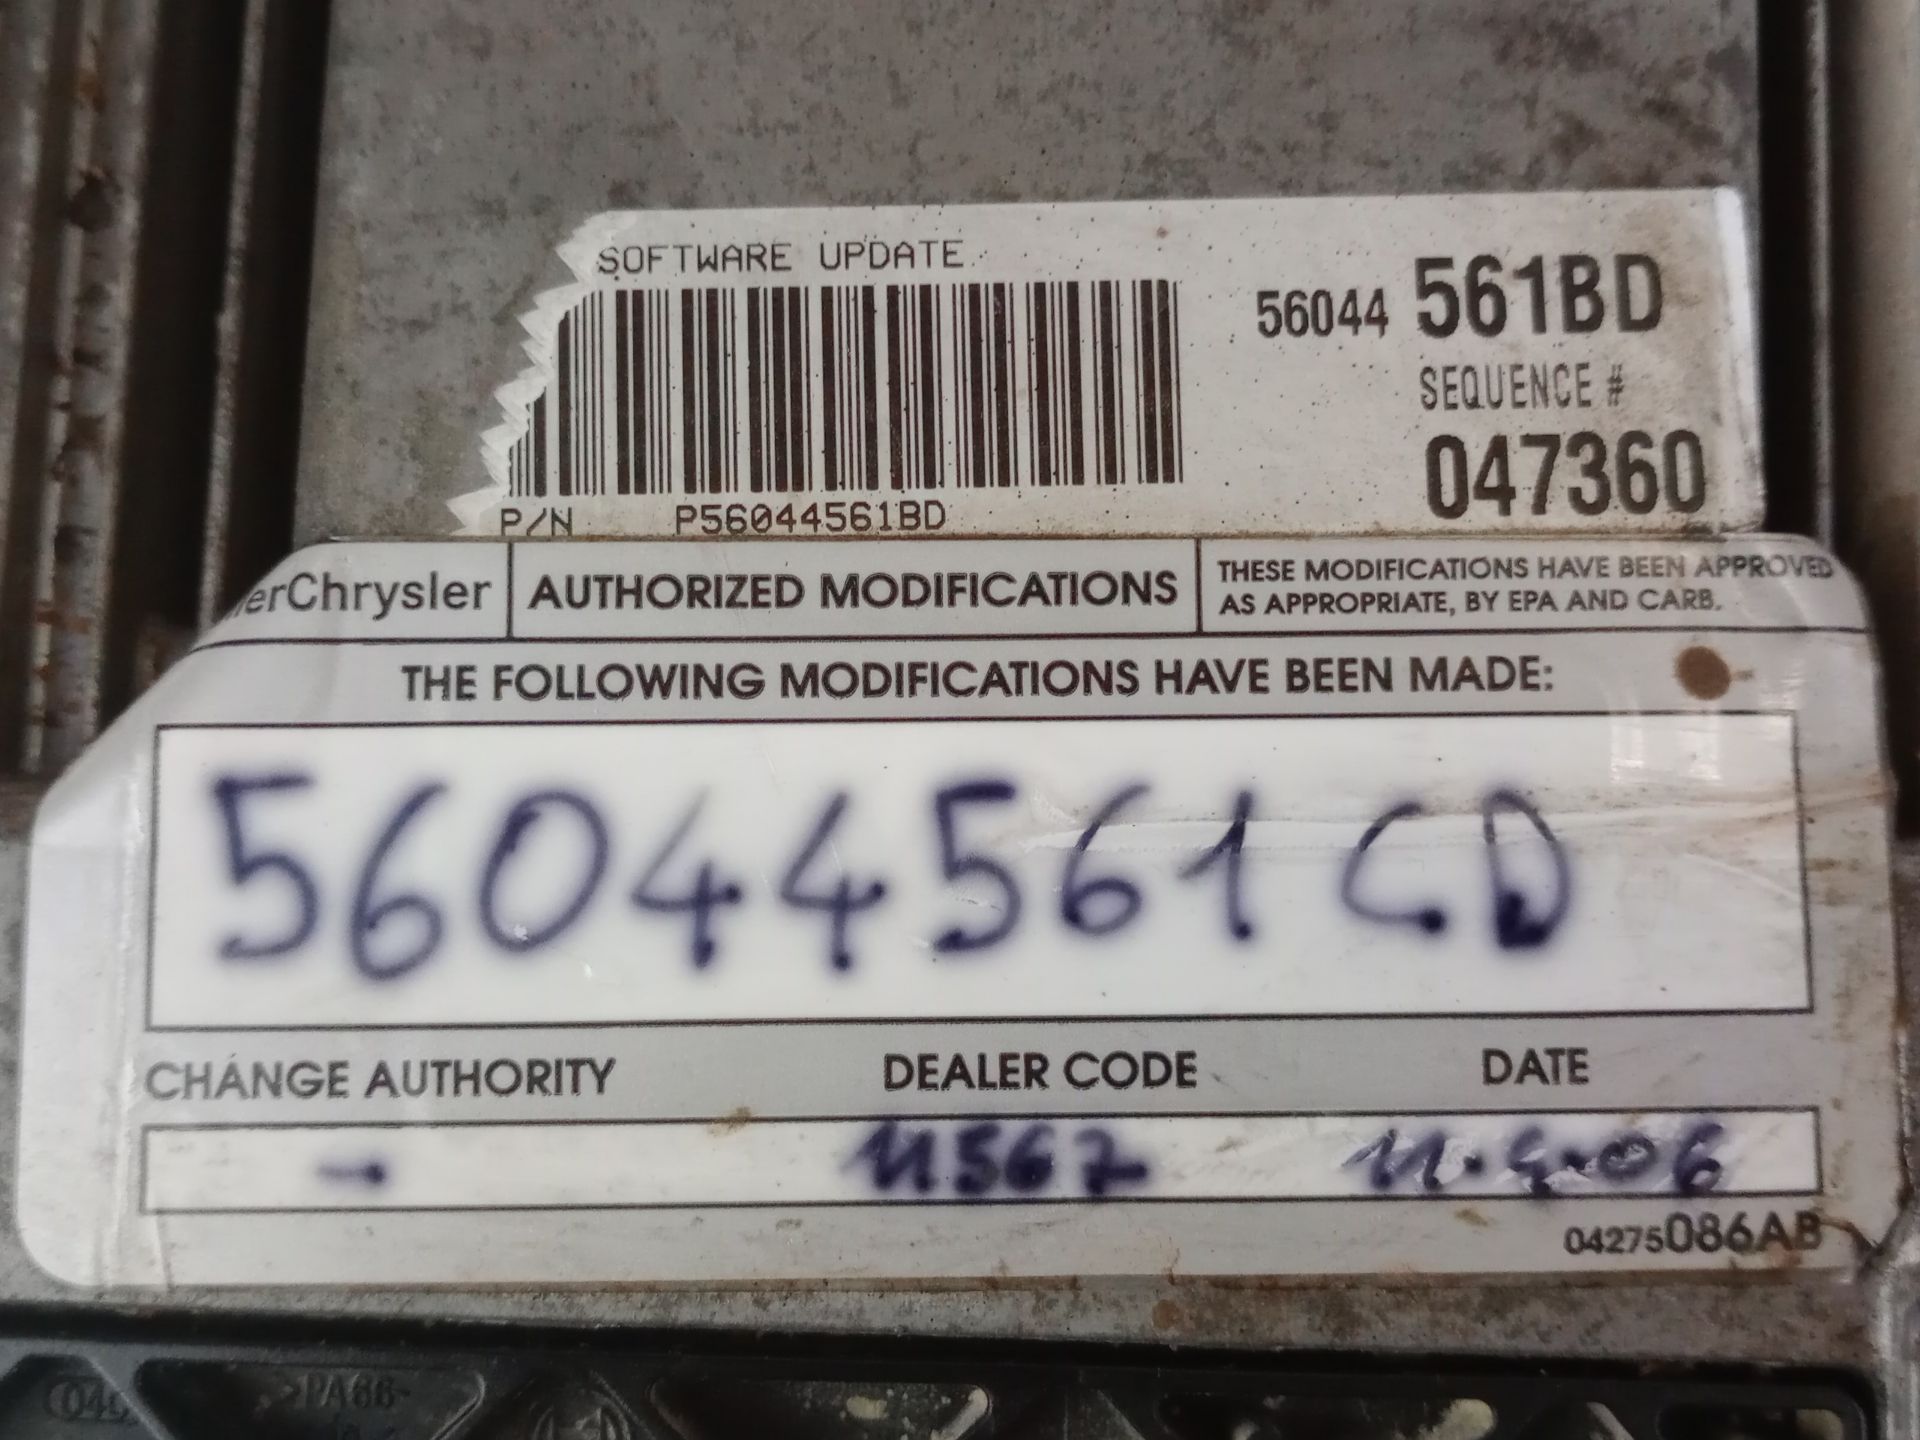 SOFTWARE UPDATE
56044 561BD
SEQUENCE #
047360
P/N P56044561BD
erChrysler
AUTHORIZED MODIFICATIONS
THESE MODIFICATIONS HAVE BEEN APPROVED
AS APPROPRIATE, BY EPA AND CARB.
THE FOLLOWING MODIFICATIONS HAVE BEEN MADE:
56044561CD
CHANGE AUTHORITY DEALER CODE DATE
- 11567
04275086AB
>PA66-